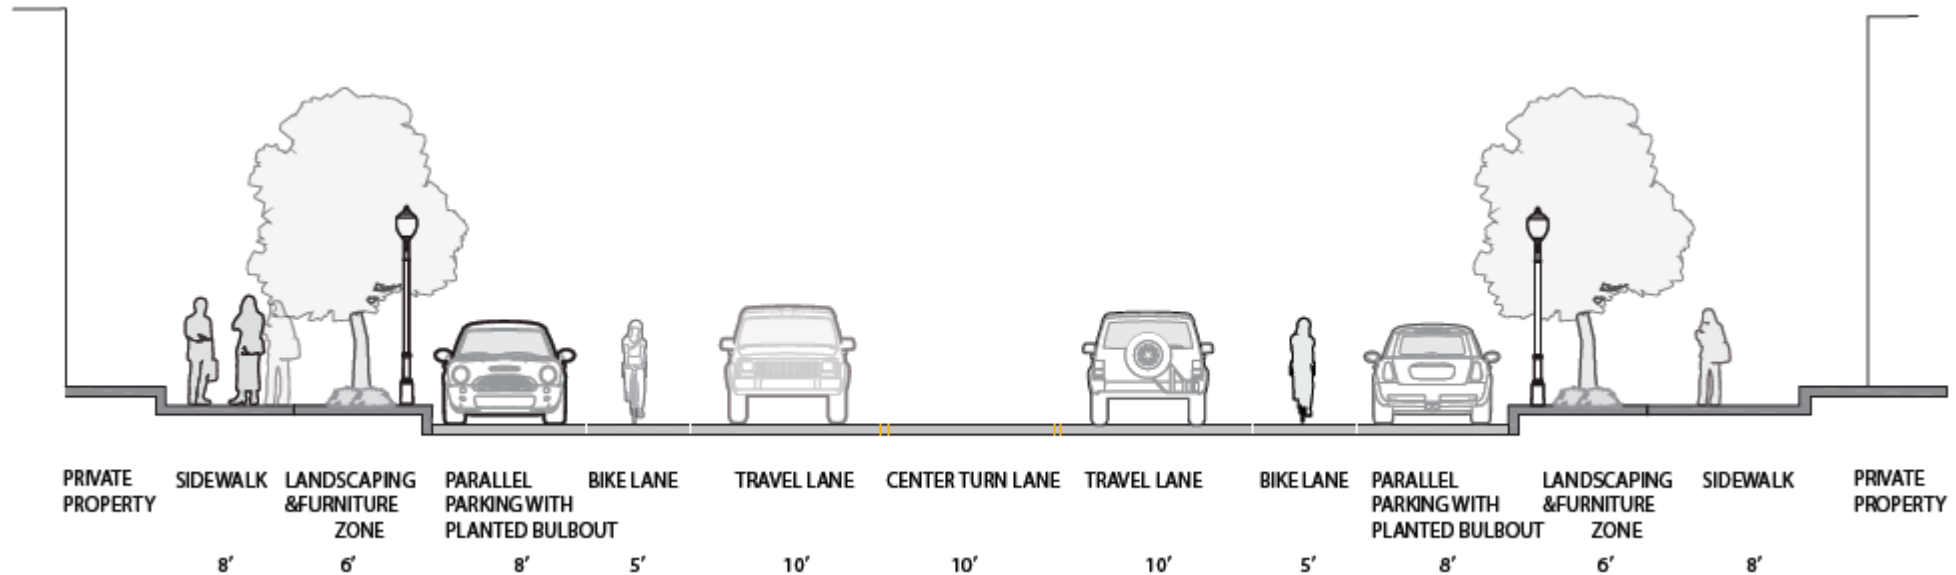 PRIVATE
PROPERTY
SIDEWALK
LANDSCAPING
&FURNITURE
ZONE
PARALLEL
PARKING WITH
PLANTED BULBOUT
BIKE LANE
TRAVEL LANE
CENTER TURN LANE
TRAVEL LANE
BIKE LANE
PARALLEL
PARKING WITH
PLANTED BULBOUT
LANDSCAPING
&FURNITURE
ZONE
SIDEWALK
PRIVATE
PROPERTY
8′ 6′ 8′ 5′ 10′ 10′ 10′ 5′ 8′ 6′ 8′